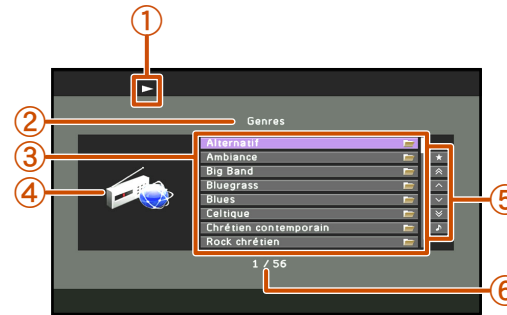 1
2
Genres
3
Alternatif
Ambiance
Big Band
4
Bluegrass
5
Blues
Celtique
Chrétien contemporain
Rock chrétien
1 / 56
6